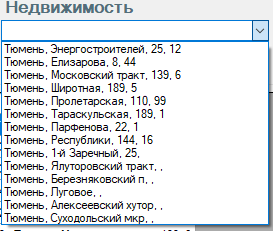 Недвижимость
Тюмень, Энергостроителей, 25, 12
Тюмень, Елизарова, 8, 44
Тюмень, Московский тракт, 139, 6
Тюмень, Широтная, 189, 5
Тюмень, Пролетарская, 110, 99
Тюмень, Тараскульская, 189, 1
Тюмень, Парфенова, 22, 1
Тюмень, Республики, 144, 16
Тюмень, 1-й Заречный, 25,
Тюмень, Ялуторовский тракт, ,
Тюмень, Березняковский п, ,
Тюмень, Луговое, ,
Тюмень, Алексеевский хутор, ,
Тюмень, Суходольский мкр, ,